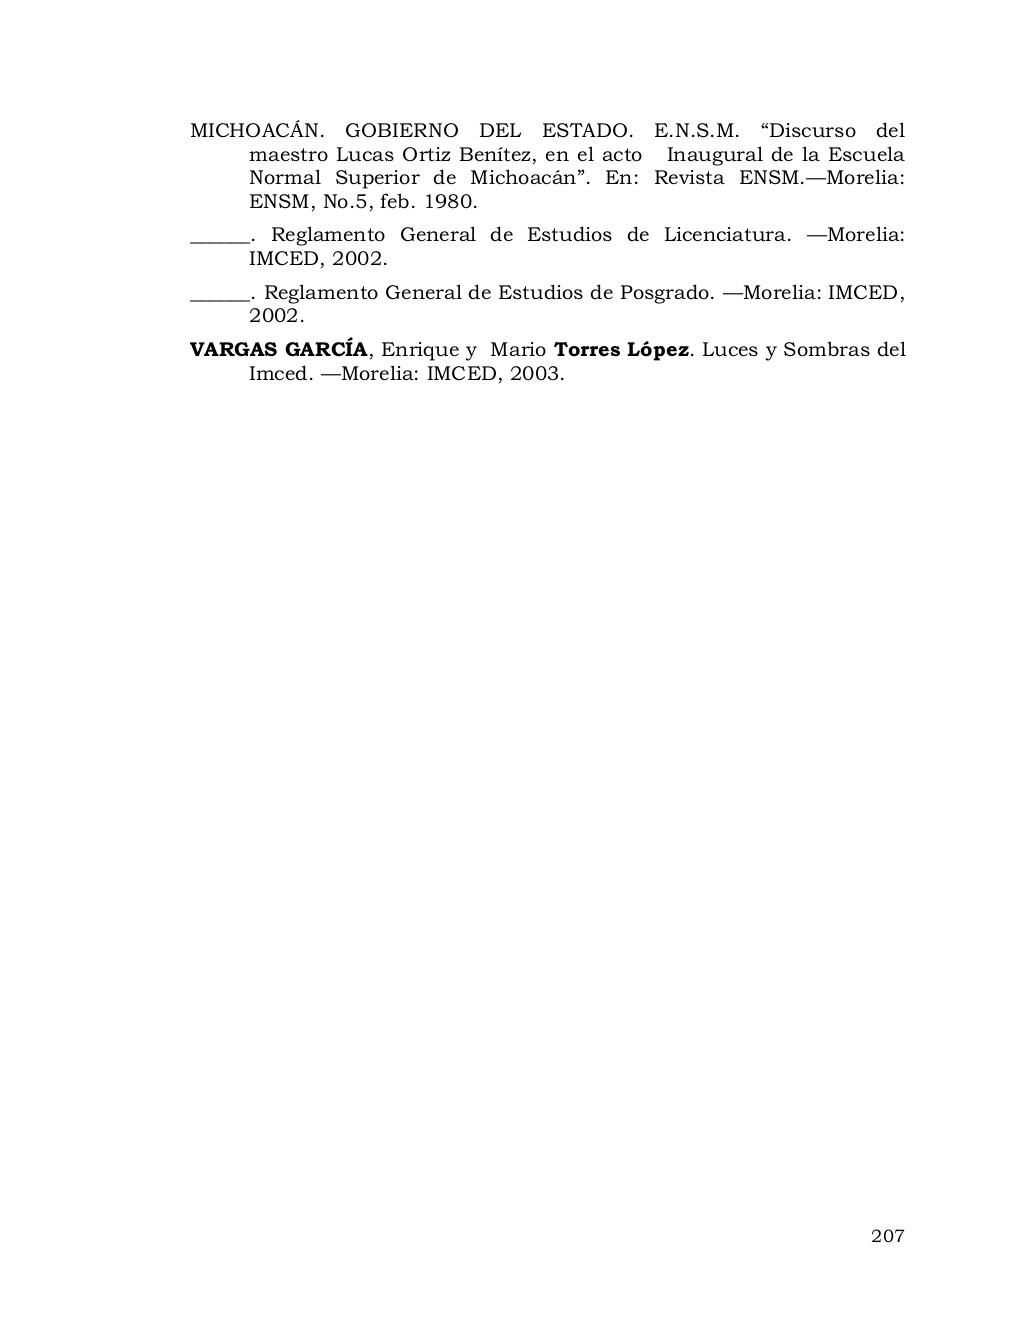 MICHOACÁN. GOBIERNO DEL ESTADO. E.N.S.M. “Discurso del
maestro Lucas Ortiz Benítez, en el acto Inaugural de la Escuela
Normal Superior de Michoacán”. En: Revista ENSM.—Morelia:
ENSM, No.5, feb. 1980.
______. Reglamento General de Estudios de Licenciatura. —Morelia:
IMCED, 2002.
______. Reglamento General de Estudios de Posgrado. —Morelia: IMCED,
2002.
VARGAS GARCÍA, Enrique y Mario Torres López. Luces y Sombras del
Imced. —Morelia: IMCED, 2003.
207